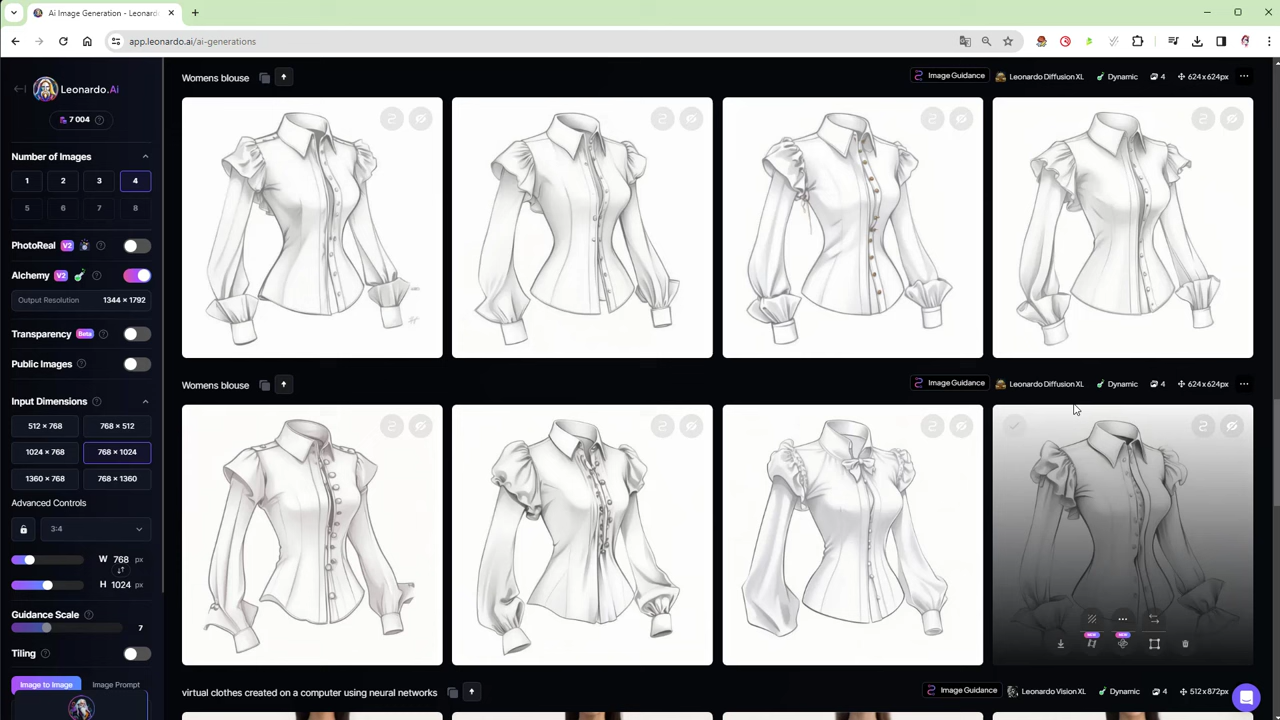 Ai Image Generation - Leonardo
app.leonardo.ai/ai-generations
Leonardo.Ai
7 004
Number of Images
1 2 3 4
5 6 7 8
PhotoReal V2
Alchemy V2
Output Resolution 1344 × 1792
Transparency Beta
Public Images
Input Dimensions
512 × 768 768 × 512
1024 × 768 768 × 1024
1360 × 768 768 × 1360
Advanced Controls
3:4
W 768 px
H 1024 px
Guidance Scale
7
Tiling
Image to Image Image Prompt
Womens blouse Image Guidance Leonardo Diffusion XL Dynamic 4 624 x 624px
Womens blouse Image Guidance Leonardo Diffusion XL Dynamic 4 624 x 624px
NEW NEW
virtual clothes created on a computer using neural networks Image Guidance Leonardo Vision XL Dynamic 4 512 x 872px